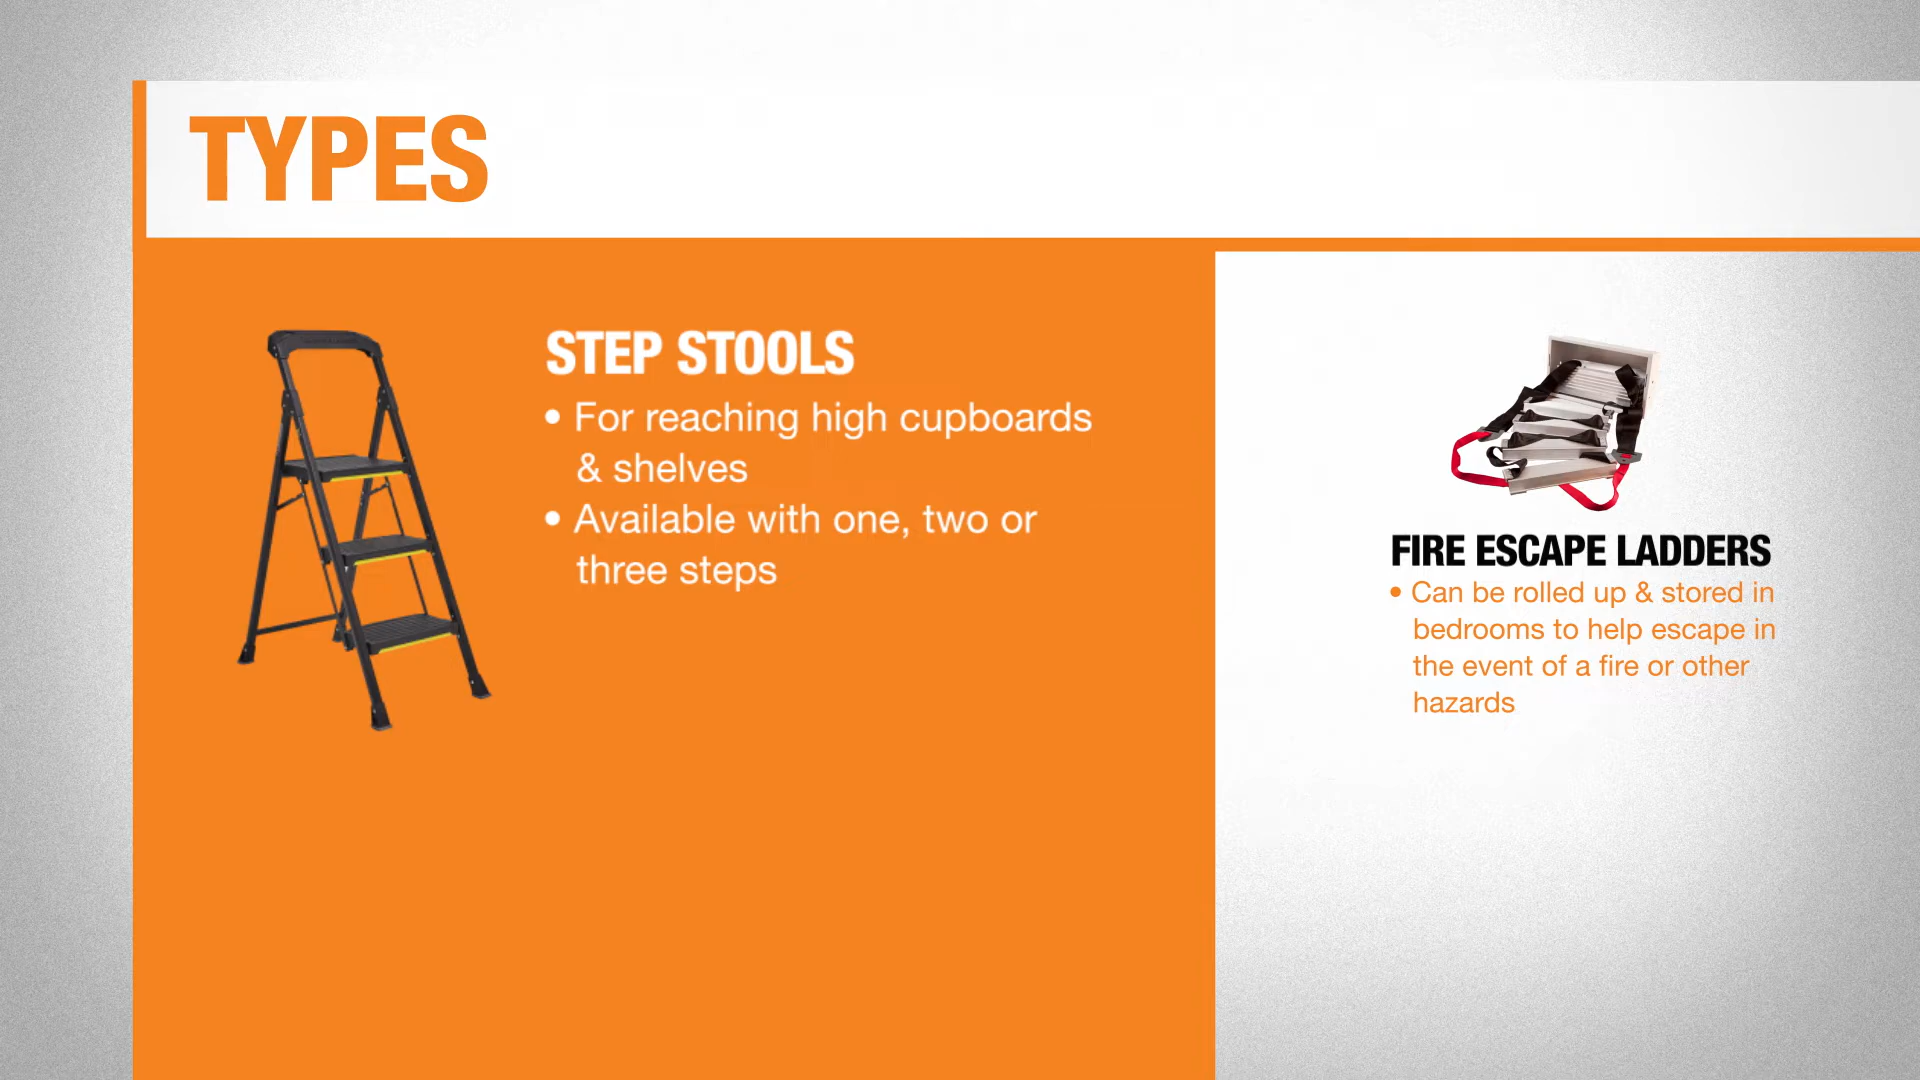 TYPES
STEP STOOLS
• For reaching high cupboards
& shelves
• Available with one, two or
three steps
FIRE ESCAPE LADDERS
• Can be rolled up & stored in
bedrooms to help escape in
the event of a fire or other
hazards